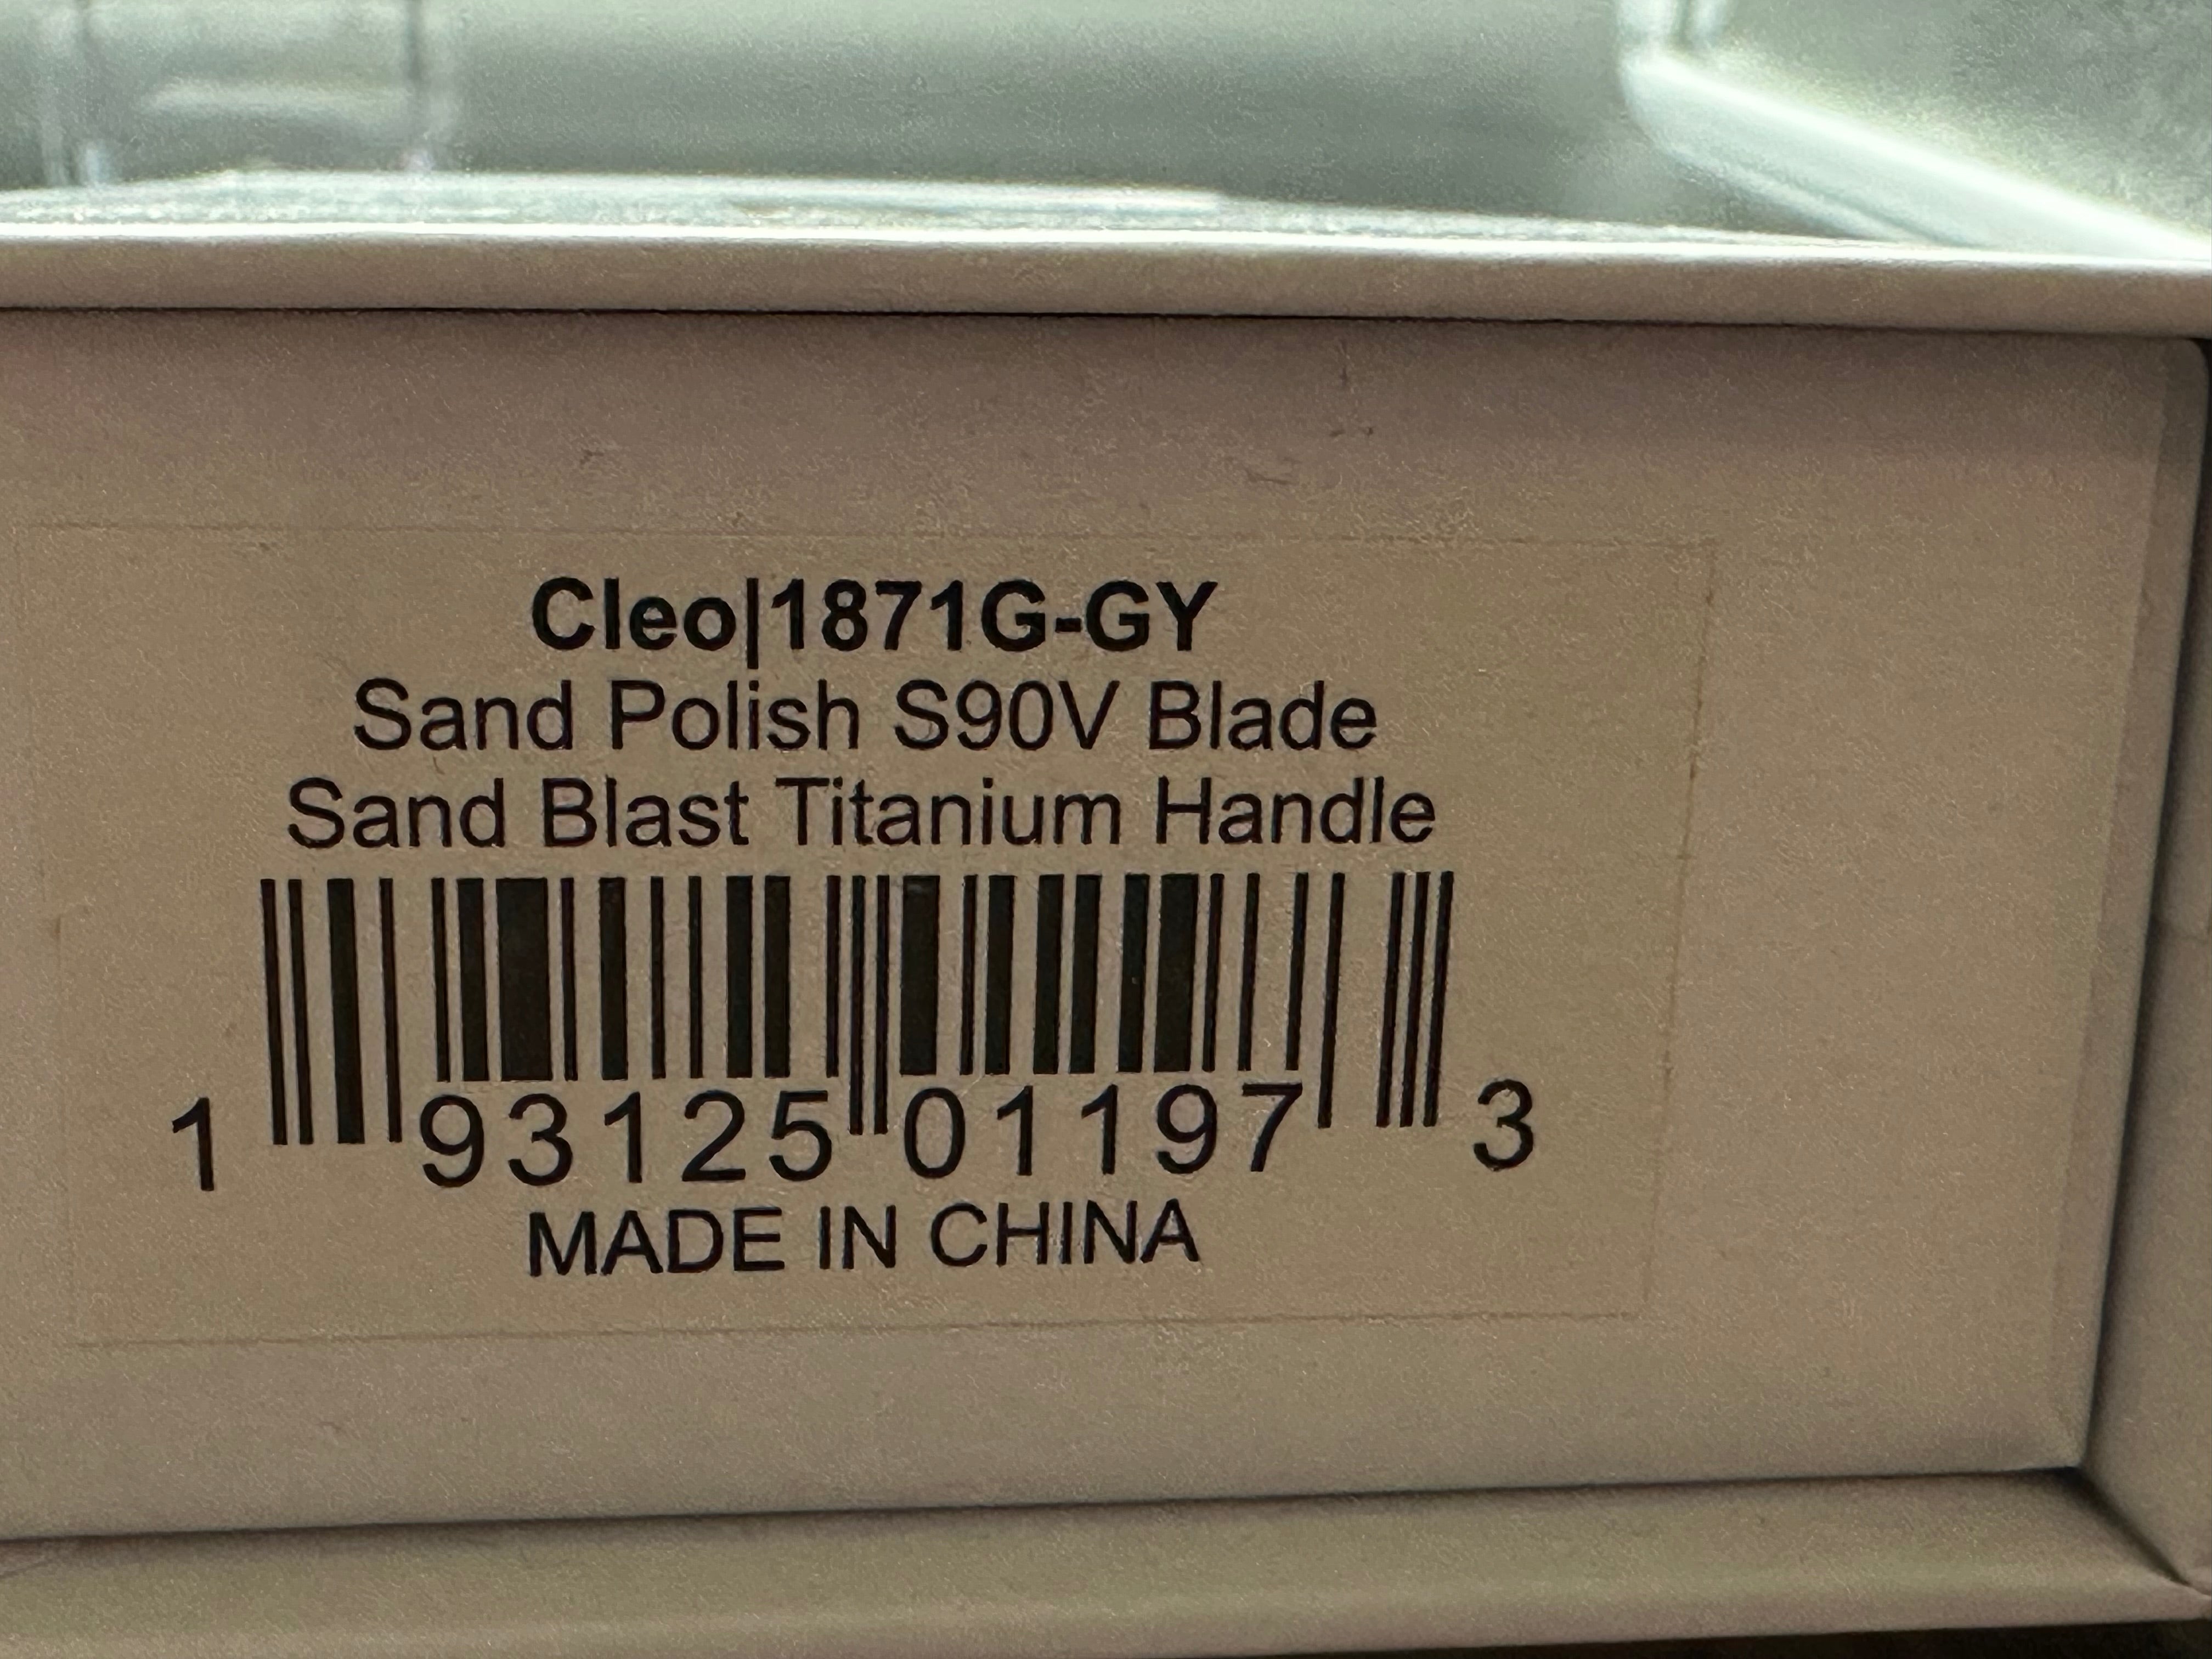 Cleo|1871G-GY
Sand Polish S90V Blade
Sand Blast Titanium Handle
1 93125 01197 3
MADE IN CHINA